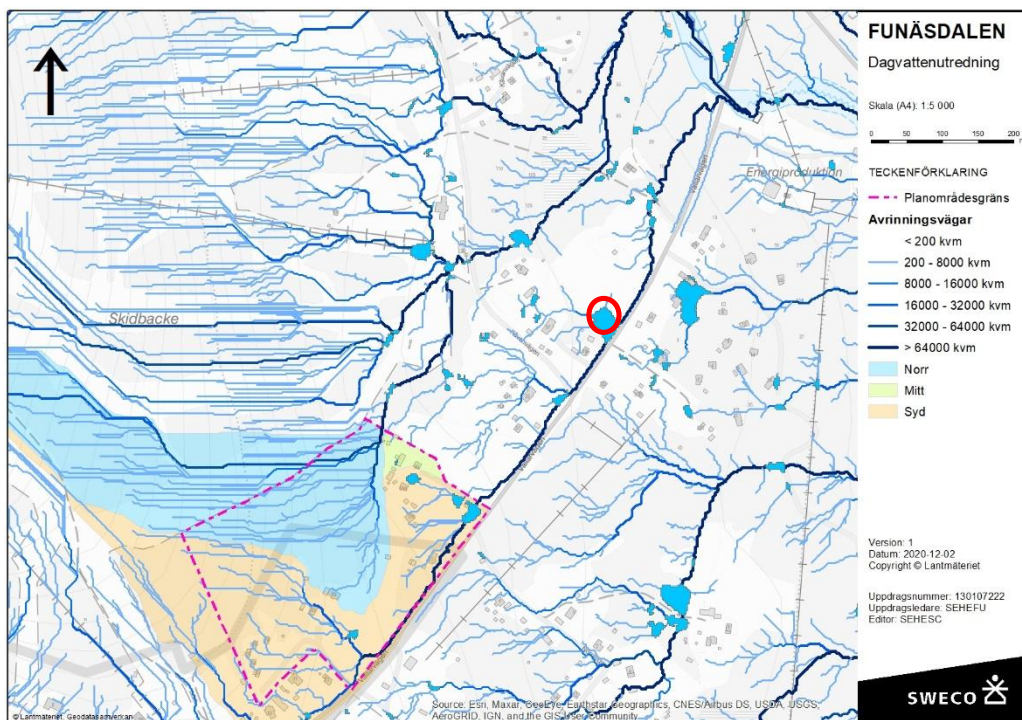 FUNÄSDALEN
Dagvattenutredning
Skala (A4): 1:5 000
0 50 100 150 200
TECKENFÖRKLARING
Planområdesgräns
Avrinningsvägar
< 200 kvm
200 - 8000 kvm
8000 - 16000 kvm
16000 - 32000 kvm
32000 - 64000 kvm
> 64000 kvm
Norr
Mitt
Syd
Energiproduktion
Skidbacke
Version: 1
Datum: 2020-12-02
Copyright © Lantmäteriet
Uppdragsnummer: 130107222
Uppdragsledare: SEHEFU
Editor: SEHESC
SWECO
Source: Esri, Maxar, GeoEye, Earthstar Geographics, CNES/Airbus DS, USDA, USGS,
AeroGRID, IGN, and the GIS User Community
© Lantmäteriet, Geodatasamverkan